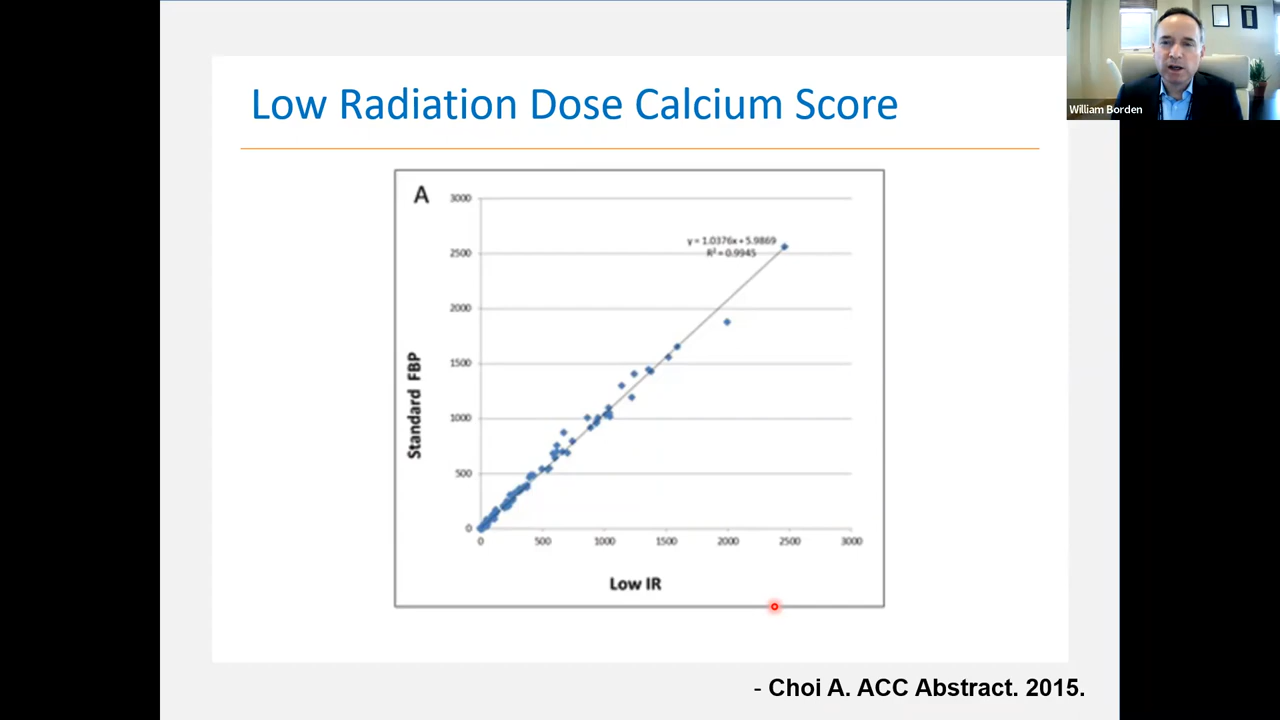 Low Radiation Dose Calcium Score
William Borden
A
3000
2500
2000
1500
1000
500
0
y = 1.0376x + 5.9869
R² = 0.9945
Standard FBP
0 500 1000 1500 2000 2500 3000
Low IR
- Choi A. ACC Abstract. 2015.